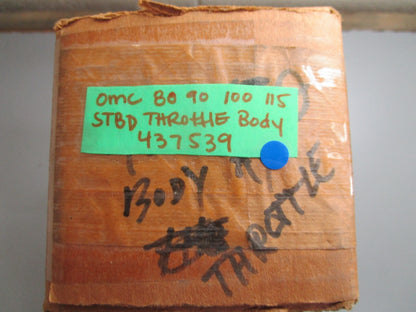 omc 80 90 100 115
STBD THROttlE Body
437539
BODY
THROTTLE